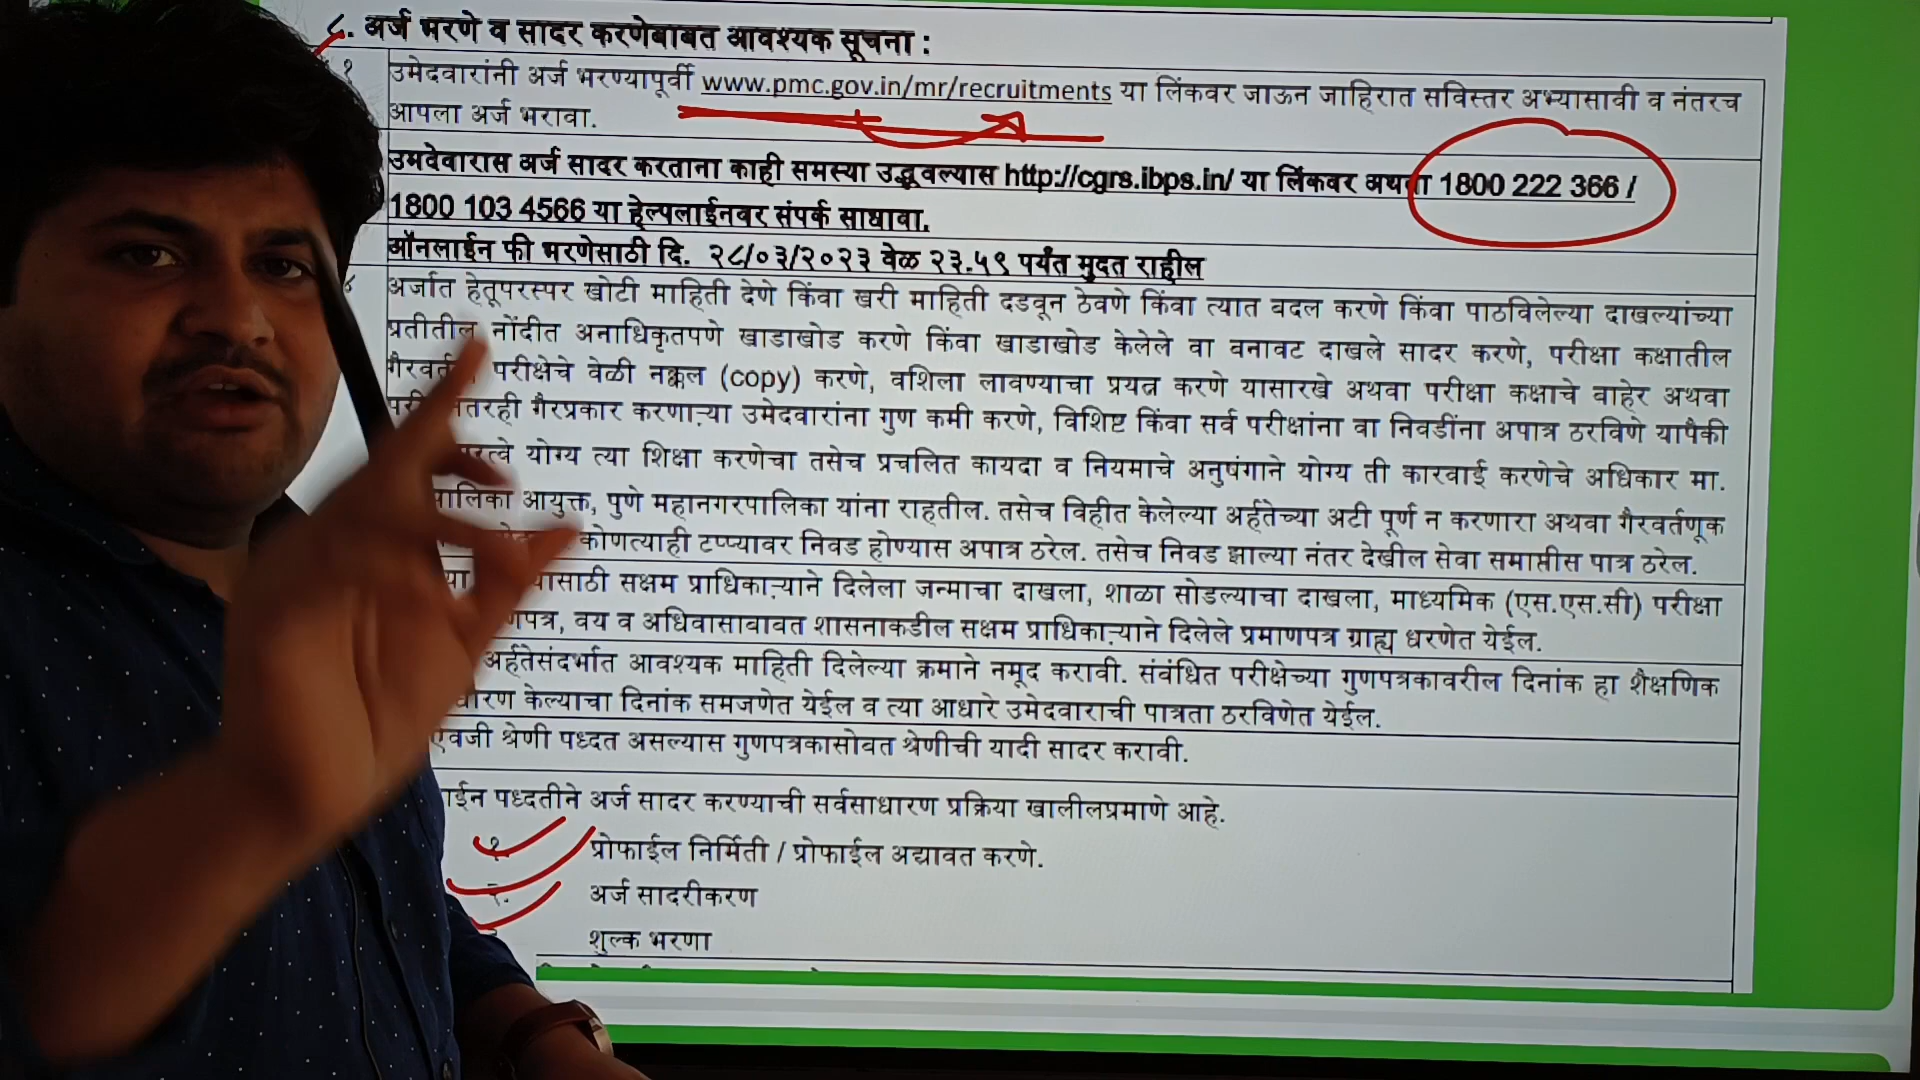 ८. अर्ज भरणे व सादर करणेबाबत आवश्यक सूचना :
१ उमेदवारांनी अर्ज भरण्यापूर्वी www.pmc.gov.in/mr/recruitments या लिंकवर जाऊन जाहिरात सविस्तर अभ्यासावी व नंतरच
आपला अर्ज भरावा.
उमदेवारास अर्ज सादर करताना काही समस्या उद्भवल्यास http://cgrs.ibps.in/ या लिंकवर अथवा 1800 222 366 /
1800 103 4566 या हेल्पलाईनवर संपर्क साधावा.
ऑनलाईन फी भरणेसाठी दि. २८/०३/२०२३ वेळ २३.५९ पर्यंत मुदत राहील
४ अर्जात हेतूपरस्पर खोटी माहिती देणे किंवा खरी माहिती दडवून ठेवणे किंवा त्यात बदल करणे किंवा पाठविलेल्या दाखल्यांच्या
प्रतीतील नोंदीत अनाधिकृतपणे खाडाखोड करणे किंवा खाडाखोड केलेले वा बनावट दाखले सादर करणे, परीक्षा कक्षातील
परीक्षेचे वेळी नक्कल (copy) करणे, वशिला लावण्याचा प्रयत्न करणे यासारखे अथवा परीक्षा कक्षाचे बाहेर अथवा
गैरप्रकार करणाऱ्या उमेदवारांना गुण कमी करणे, विशिष्ट किंवा सर्व परीक्षांना वा निवडींना अपात्र ठरविणे यापैकी
योग्य त्या शिक्षा करणेचा तसेच प्रचलित कायदा व नियमाचे अनुषंगाने योग्य ती कारवाई करणेचे अधिकार मा.
आयुक्त, पुणे महानगरपालिका यांना राहतील. तसेच विहीत केलेल्या अर्हतेच्या अटी पूर्ण न करणारा अथवा गैरवर्तणूक
कोणत्याही टप्प्यावर निवड होण्यास अपात्र ठरेल. तसेच निवड झाल्या नंतर देखील सेवा समाप्तीस पात्र ठरेल.
सक्षम प्राधिकाऱ्याने दिलेला जन्माचा दाखला, शाळा सोडल्याचा दाखला, माध्यमिक (एस.एस.सी) परीक्षा
वय व अधिवासाबाबत शासनाकडील सक्षम प्राधिकाऱ्याने दिलेले प्रमाणपत्र ग्राह्य धरणेत येईल.
अर्हतेसंदर्भात आवश्यक माहिती दिलेल्या क्रमाने नमूद करावी. संबंधित परीक्षेच्या गुणपत्रकावरील दिनांक हा शैक्षणिक
केल्याचा दिनांक समजणेत येईल व त्या आधारे उमेदवाराची पात्रता ठरविणेत येईल.
श्रेणी पध्दत असल्यास गुणपत्रकासोबत श्रेणीची यादी सादर करावी.
पध्दतीने अर्ज सादर करण्याची सर्वसाधारण प्रक्रिया खालीलप्रमाणे आहे.
१. प्रोफाईल निर्मिती / प्रोफाईल अद्यावत करणे.
२. अर्ज सादरीकरण
शुल्क भरणा